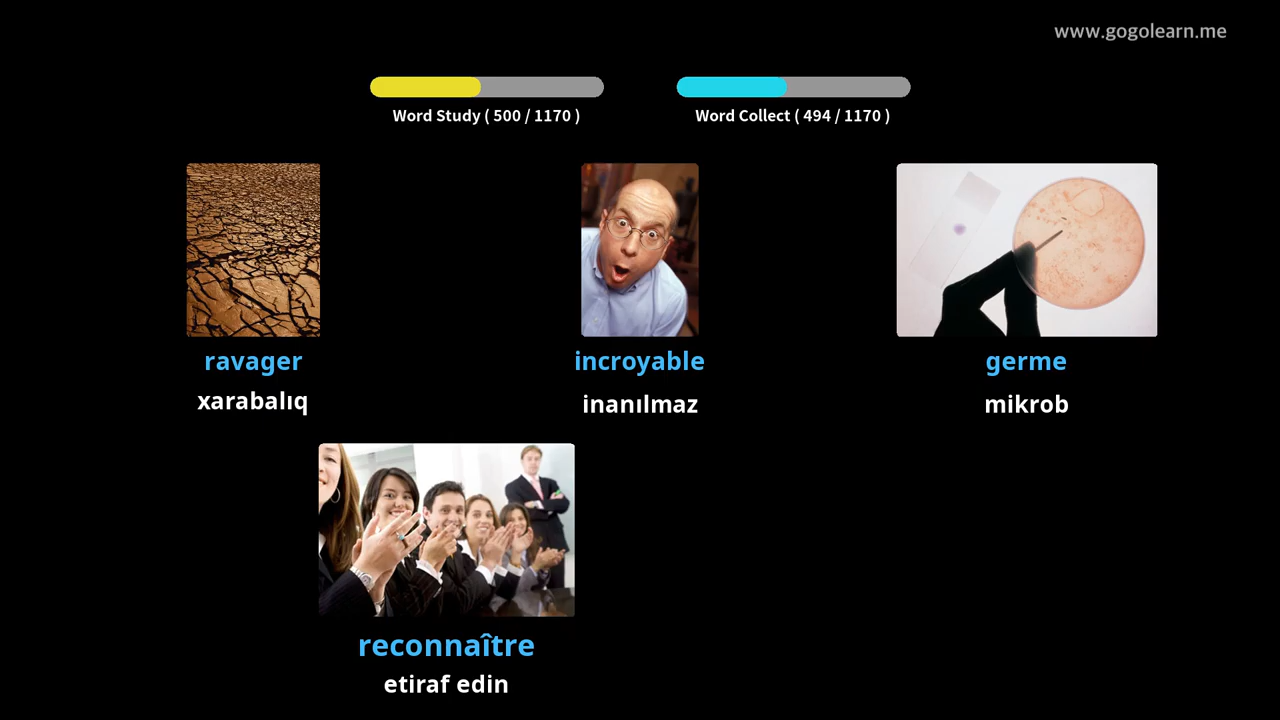 www.gogolearn.me
Word Study ( 500 / 1170 )
Word Collect ( 494 / 1170 )
ravager
xarabalıq
incroyable
inanılmaz
germe
mikrob
reconnaître
etiraf edin